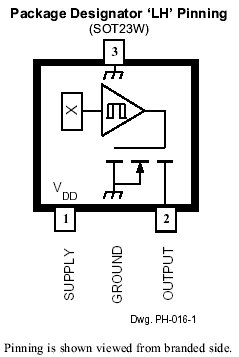 Package Designator ‘LH’ Pinning
(SOT23W)
3
X
VDD
1
2
SUPPLY
GROUND
OUTPUT
Dwg. PH-016-1
Pinning is shown viewed from branded side.